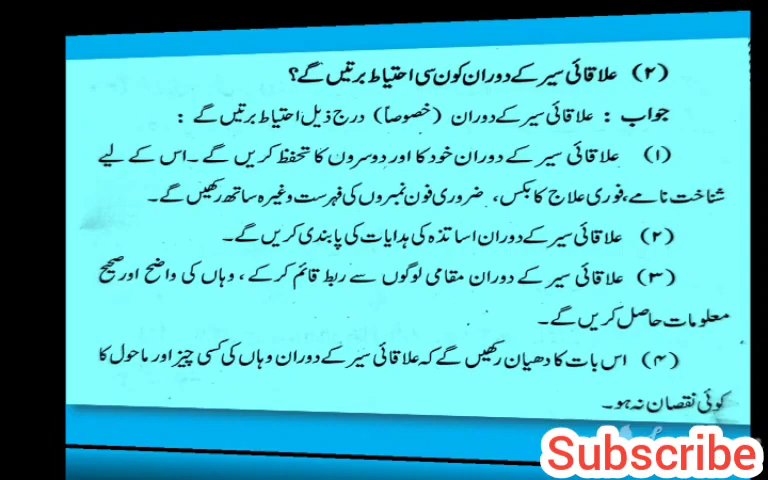 (۲) علاقائی سیر کے دوران کون سی احتیاط برتیں گے؟
جواب : علاقائی سیر کے دوران (خصوصاً) درج ذیل احتیاط برتیں گے :
(۱) علاقائی سیر کے دوران خود کا اور دوسروں کا تحفظ کریں گے۔ اس کے لیے
شناخت نامے، فوری علاج کا بکس، ضروری فون نمبروں کی فہرست وغیرہ ساتھ رکھیں گے۔
(۲) علاقائی سیر کے دوران اساتذہ کی ہدایات کی پابندی کریں گے۔
(۳) علاقائی سیر کے دوران مقامی لوگوں سے ربط قائم کر کے، وہاں کی واضح اور صحیح
معلومات حاصل کریں گے۔
(۴) اس بات کا دھیان رکھیں گے کہ علاقائی سیر کے دوران وہاں کی کسی چیز اور ماحول کا
کوئی نقصان نہ ہو۔
Subscribe